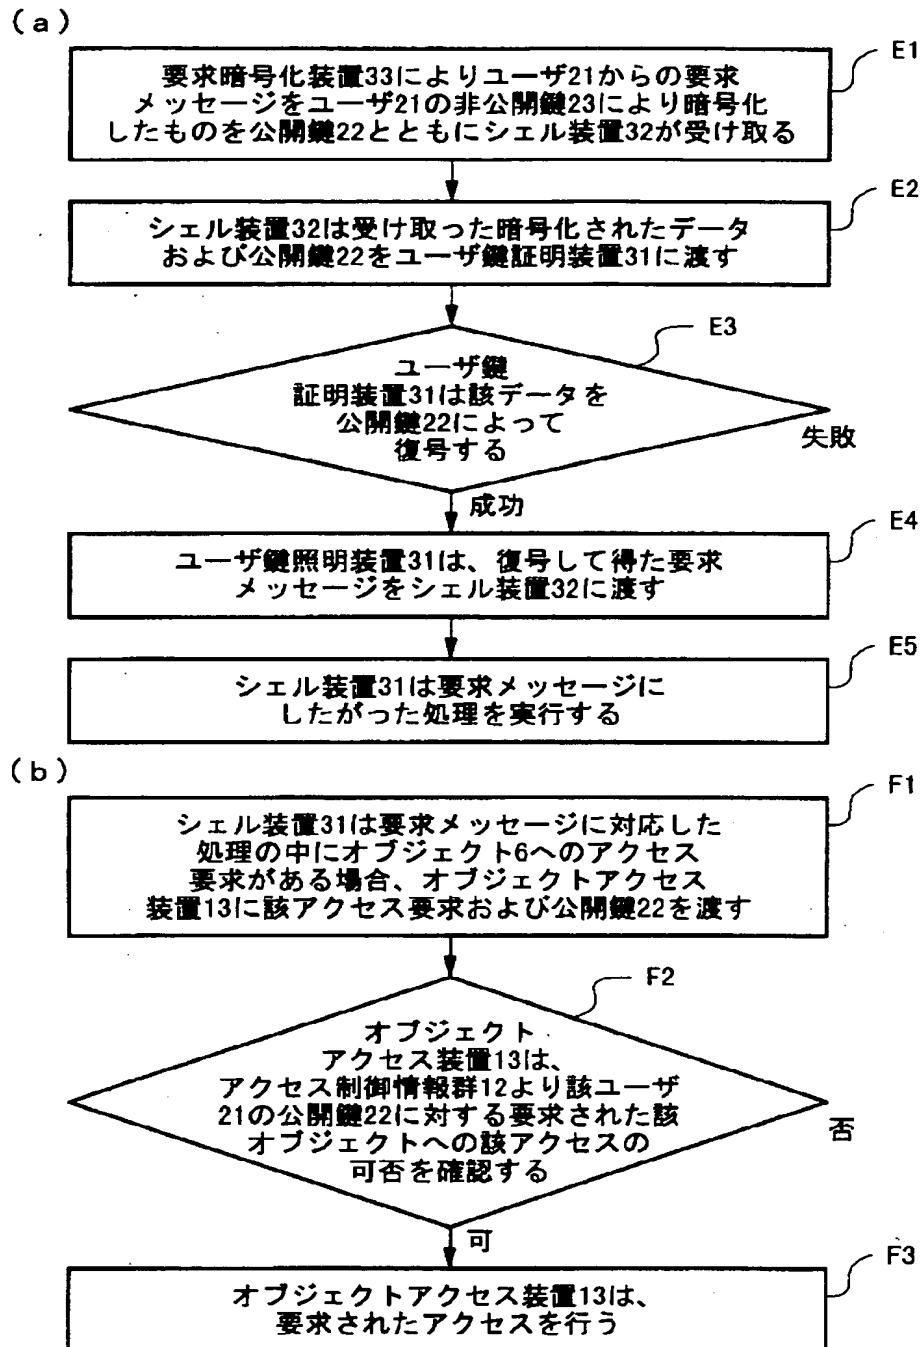 (a)
E1
要求暗号化装置33によりユーザ21からの要求
メッセージをユーザ21の非公開鍵23により暗号化
したものを公開鍵22とともにシェル装置32が受け取る
E2
シェル装置32は受け取った暗号化されたデータ
および公開鍵22をユーザ鍵証明装置31に渡す
E3
ユーザ鍵
証明装置31は該データを
公開鍵22によって
復号する
失敗
成功
E4
ユーザ鍵照明装置31は、復号して得た要求
メッセージをシェル装置32に渡す
E5
シェル装置31は要求メッセージに
したがった処理を実行する
(b)
F1
シェル装置31は要求メッセージに対応した
処理の中にオブジェクト6へのアクセス
要求がある場合、オブジェクトアクセス
装置13に該アクセス要求および公開鍵22を渡す
F2
オブジェクト
アクセス装置13は、
アクセス制御情報群12より該ユーザ
21の公開鍵22に対する要求された該
オブジェクトへの該アクセスの
可否を確認する
否
可
F3
オブジェクトアクセス装置13は、
要求されたアクセスを行う